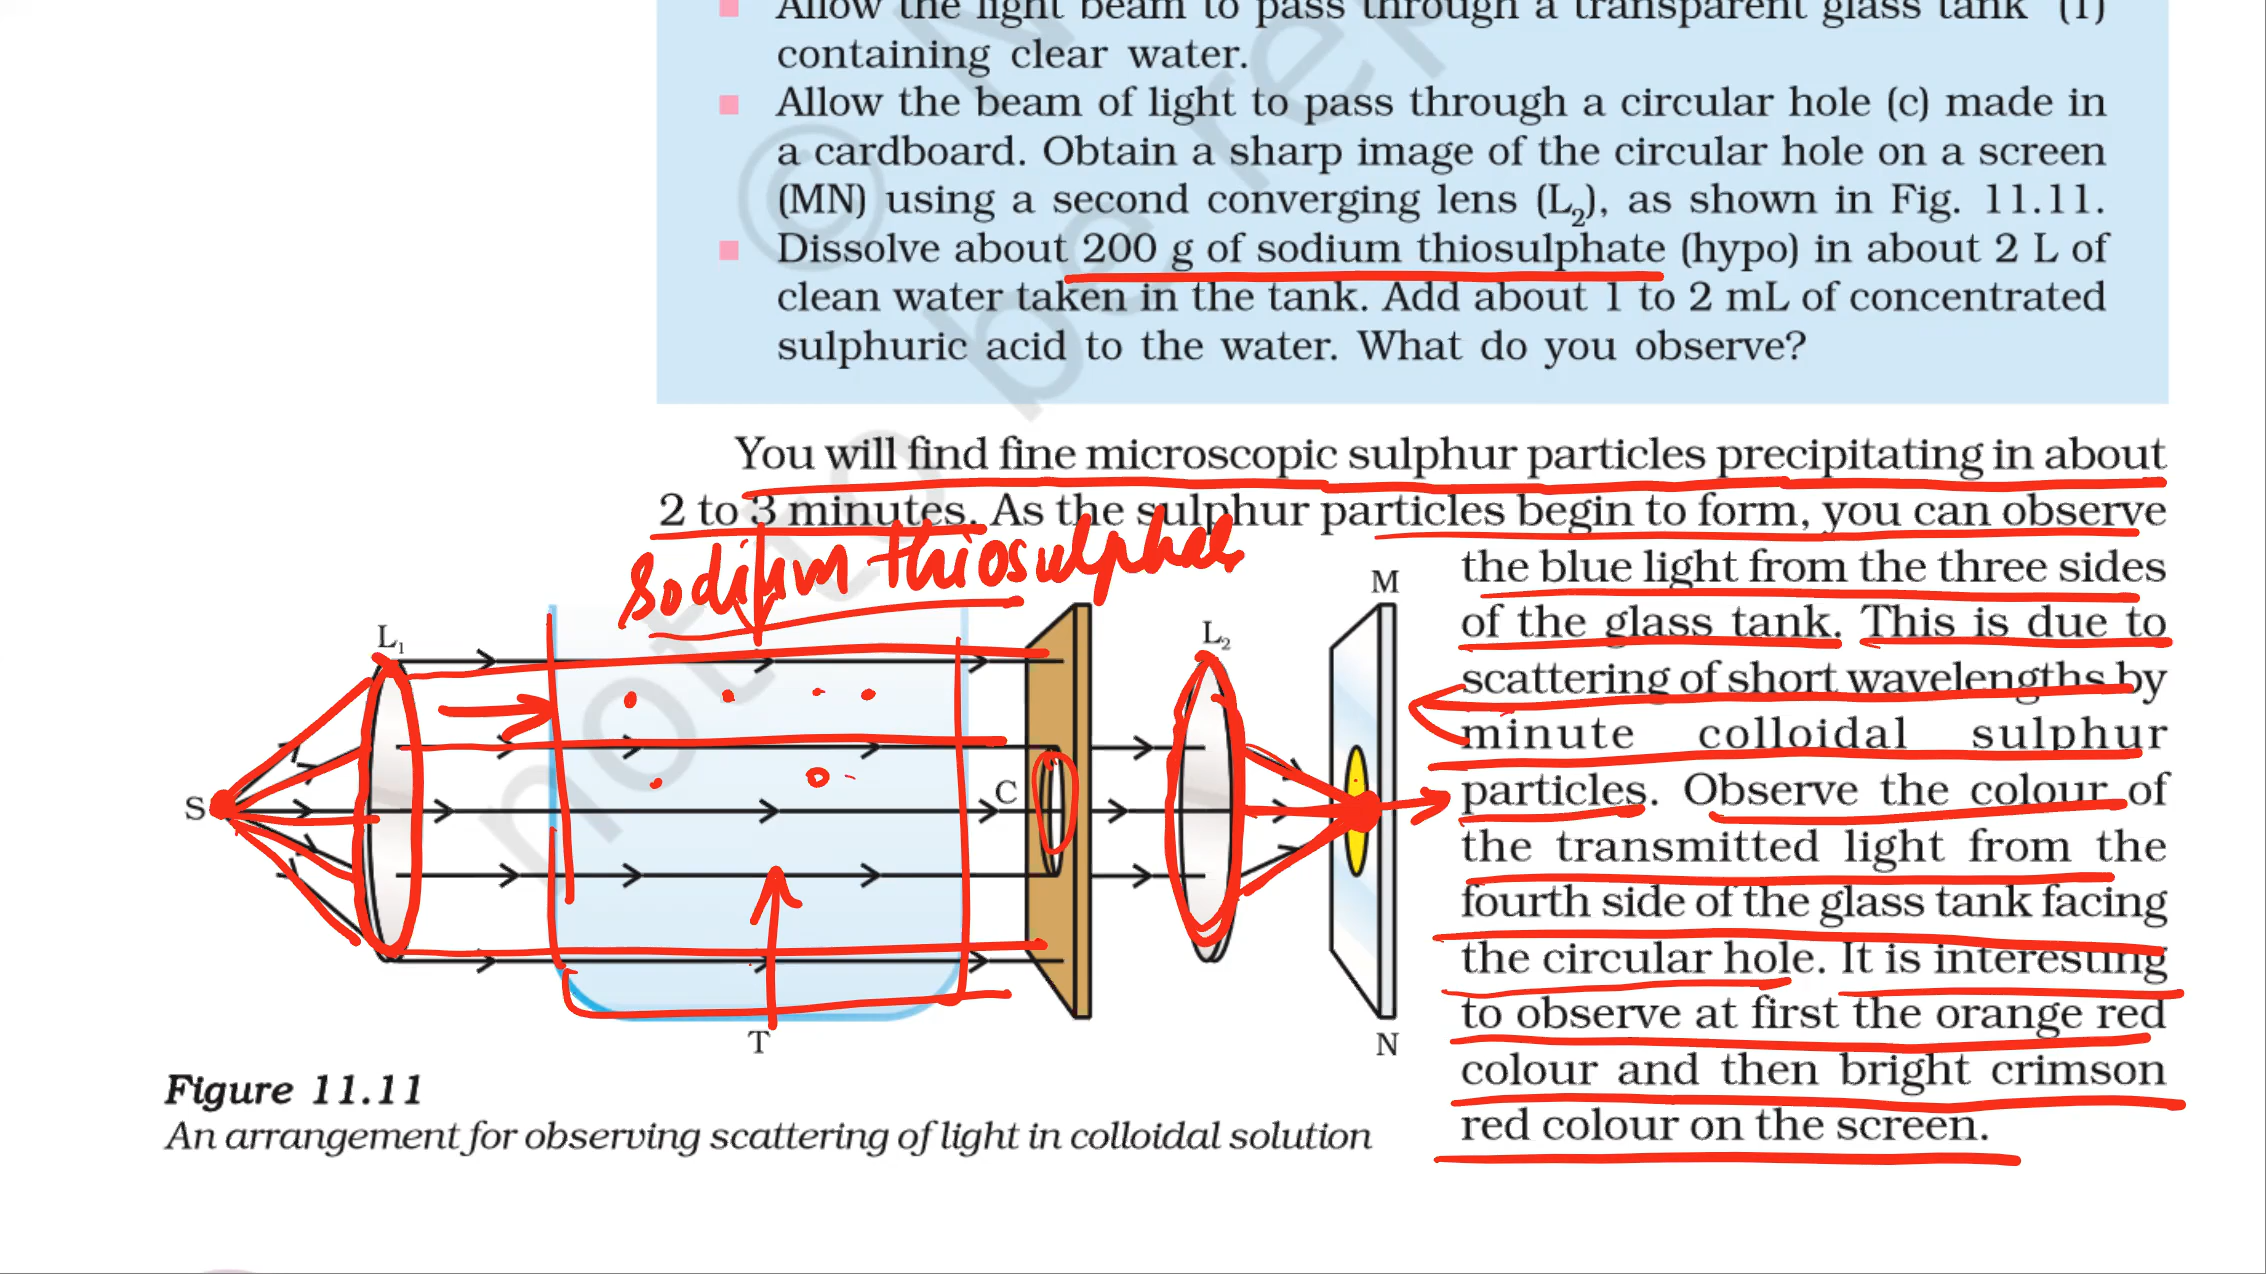 Allow the light beam to pass through a transparent glass tank (T)
containing clear water.
Allow the beam of light to pass through a circular hole (c) made in
a cardboard. Obtain a sharp image of the circular hole on a screen
(MN) using a second converging lens (L₂), as shown in Fig. 11.11.
Dissolve about 200 g of sodium thiosulphate (hypo) in about 2 L of
clean water taken in the tank. Add about 1 to 2 mL of concentrated
sulphuric acid to the water. What do you observe?
You will find fine microscopic sulphur particles precipitating in about
2 to 3 minutes. As the sulphur particles begin to form, you can observe
the blue light from the three sides
of the glass tank. This is due to
scattering of short wavelengths by
minute colloidal sulphur
particles. Observe the colour of
the transmitted light from the
fourth side of the glass tank facing
the circular hole. It is interesting
to observe at first the orange red
colour and then bright crimson
red colour on the screen.
sodium thiosulphate
L₁
L₂
M
S
C
T
N
Figure 11.11
An arrangement for observing scattering of light in colloidal solution
©
not to be rep